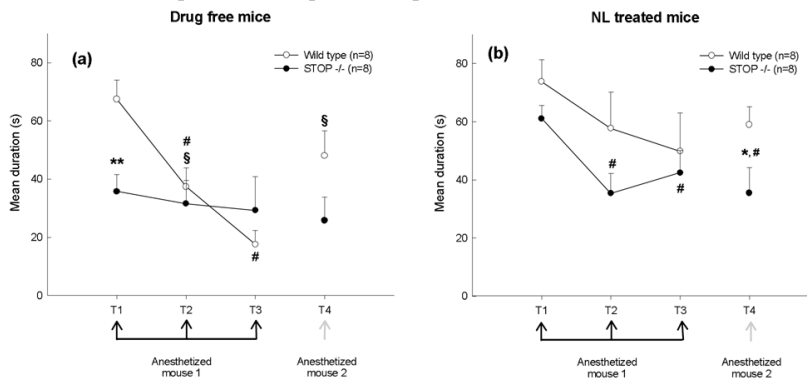 Drug free mice
(a)
Wild type (n=8)
STOP -/- (n=8)
Mean duration (s)
80
60
40
20
0
**
#
§
#
§
T1
T2
T3
T4
Anesthetized
mouse 1
Anesthetized
mouse 2
NL treated mice
(b)
Wild type (n=8)
STOP -/- (n=8)
Mean duration (s)
80
60
40
20
0
#
#
*,#
T1
T2
T3
T4
Anesthetized
mouse 1
Anesthetized
mouse 2